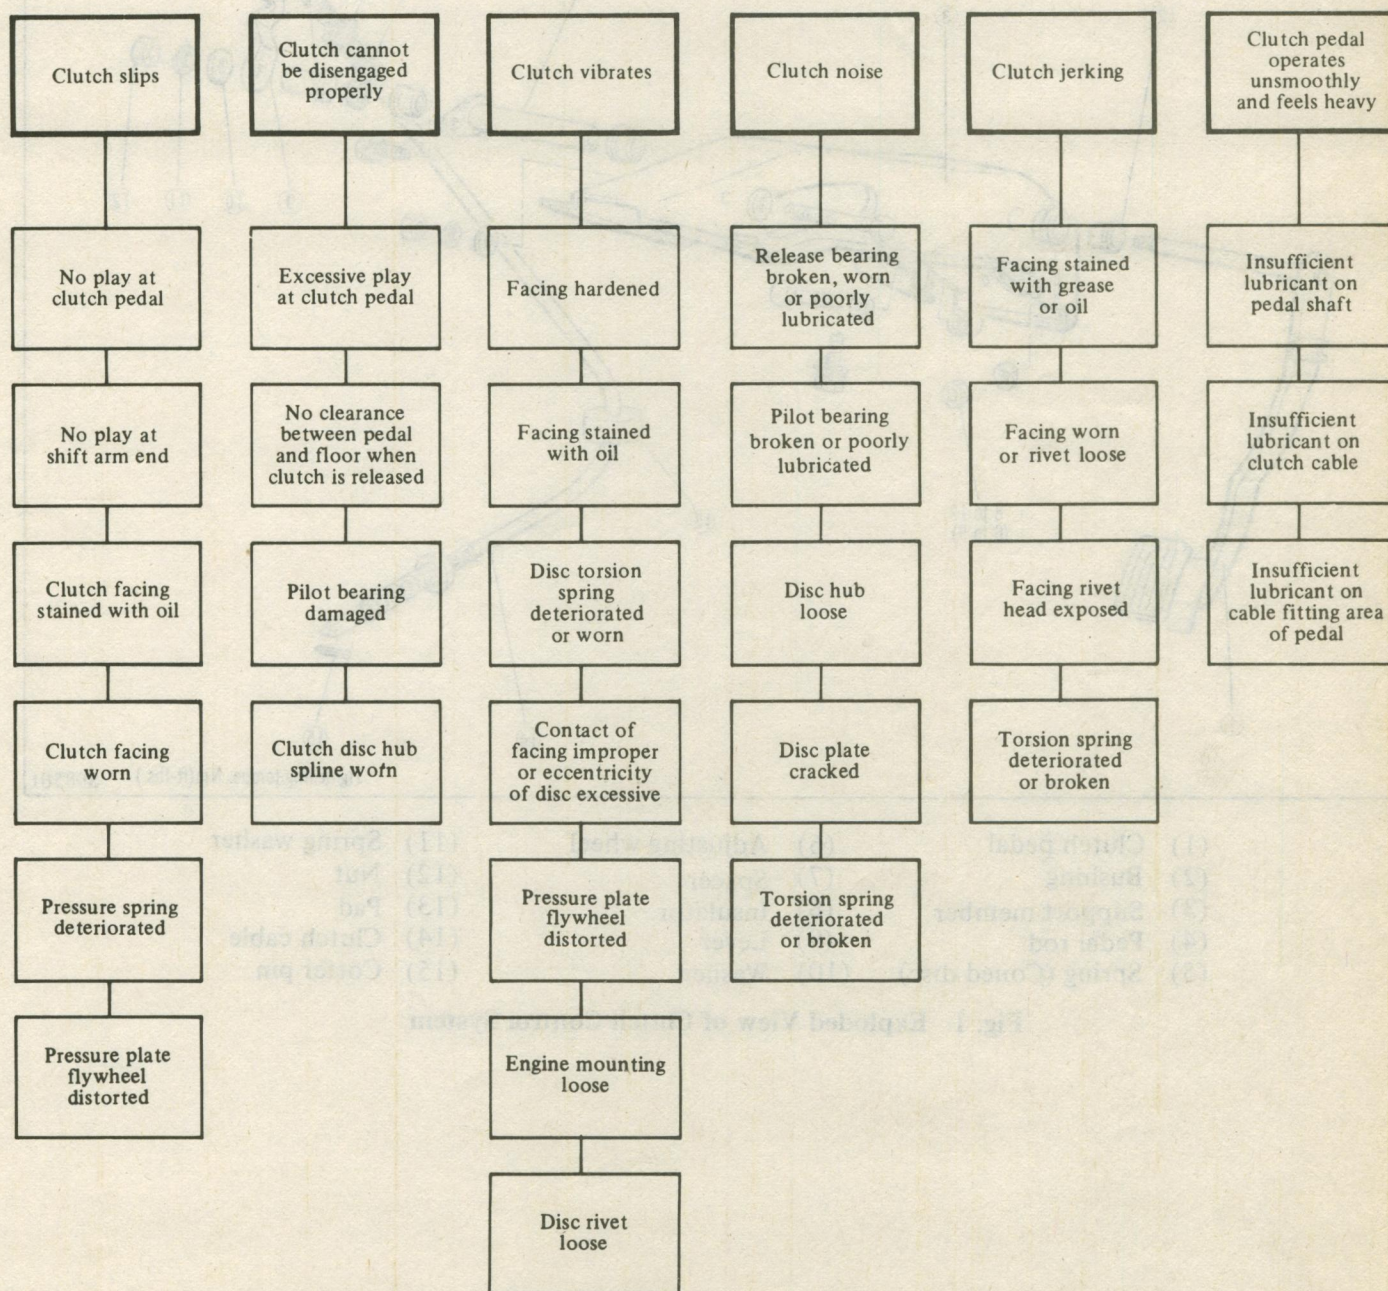 Clutch slips
No play at
clutch pedal
No play at
shift arm end
Clutch facing
stained with oil
Clutch facing
worn
Pressure spring
deteriorated
Pressure plate
flywheel
distorted
Clutch cannot
be disengaged
properly
Excessive play
at clutch pedal
No clearance
between pedal
and floor when
clutch is released
Pilot bearing
damaged
Clutch disc hub
spline wotn
Clutch vibrates
Facing hardened
Facing stained
with oil
Disc torsion
spring
deteriorated
or worn
Contact of
facing improper
or eccentricity
of disc excessive
Pressure plate
flywheel
distorted
Engine mounting
loose
Disc rivet
loose
Clutch noise
Release bearing
broken, worn
or poorly
lubricated
Pilot bearing
broken or poorly
lubricated
Disc hub
loose
Disc plate
cracked
Torsion spring
deteriorated
or broken
Clutch jerking
Facing stained
with grease
or oil
Facing worn
or rivet loose
Facing rivet
head exposed
Torsion spring
deteriorated
or broken
Clutch pedal
operates
unsmoothly
and feels heavy
Insufficient
lubricant on
pedal shaft
Insufficient
lubricant on
clutch cable
Insufficient
lubricant on
cable fitting area
of pedal